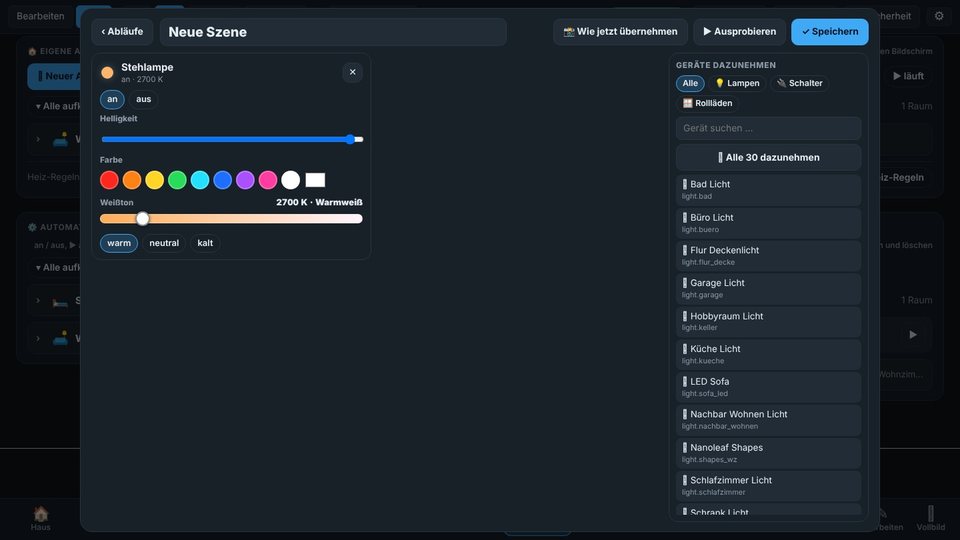 Bearbeiten
‹ Abläufe
Neue Szene
📸 Wie jetzt übernehmen
▶ Ausprobieren
✓ Speichern
Stehlampe
an · 2700 K
✕
an
aus
Helligkeit
Farbe
Weißton
2700 K · Warmweiß
warm
neutral
kalt
GERÄTE DAZUNEHMEN
Alle
💡 Lampen
🔌 Schalter
🪟 Rollläden
Gerät suchen ...
Alle 30 dazunehmen
Bad Licht
light.bad
Büro Licht
light.buero
Flur Deckenlicht
light.flur_decke
Garage Licht
light.garage
Hobbyraum Licht
light.keller
Küche Licht
light.kueche
LED Sofa
light.sofa_led
Nachbar Wohnen Licht
light.nachbar_wohnen
Nanoleaf Shapes
light.shapes_wz
Schlafzimmer Licht
light.schlafzimmer
Schrank Licht
EIGENE A
en Bildschirm
Neuer A
▶ läuft
▾ Alle aufk
1 Raum
W
Heiz-Regeln
iz-Regeln
AUTOMA
an / aus, ▶
n und löschen
▾ Alle aufk
1 Raum
S
W
Wohnzim...
Haus
Vollbild